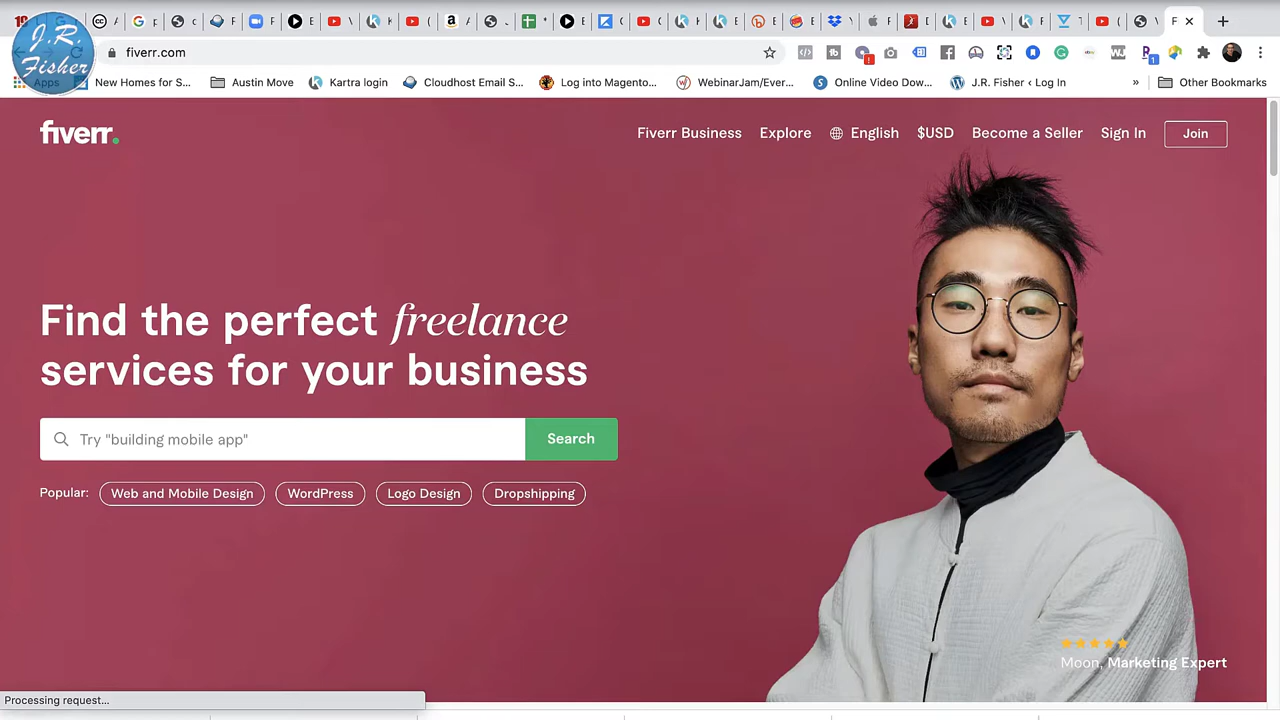 J.R.
Fisher
fiverr.com
Apps
New Homes for S...
Austin Move
Kartra login
Cloudhost Email S...
Log into Magento...
WebinarJam/Ever...
Online Video Dow...
J.R. Fisher ‹ Log In
»
Other Bookmarks
fiverr.
Fiverr Business
Explore
English
$USD
Become a Seller
Sign In
Join
Find the perfect freelance
services for your business
Try "building mobile app"
Search
Popular:
Web and Mobile Design
WordPress
Logo Design
Dropshipping
Moon, Marketing Expert
Processing request...